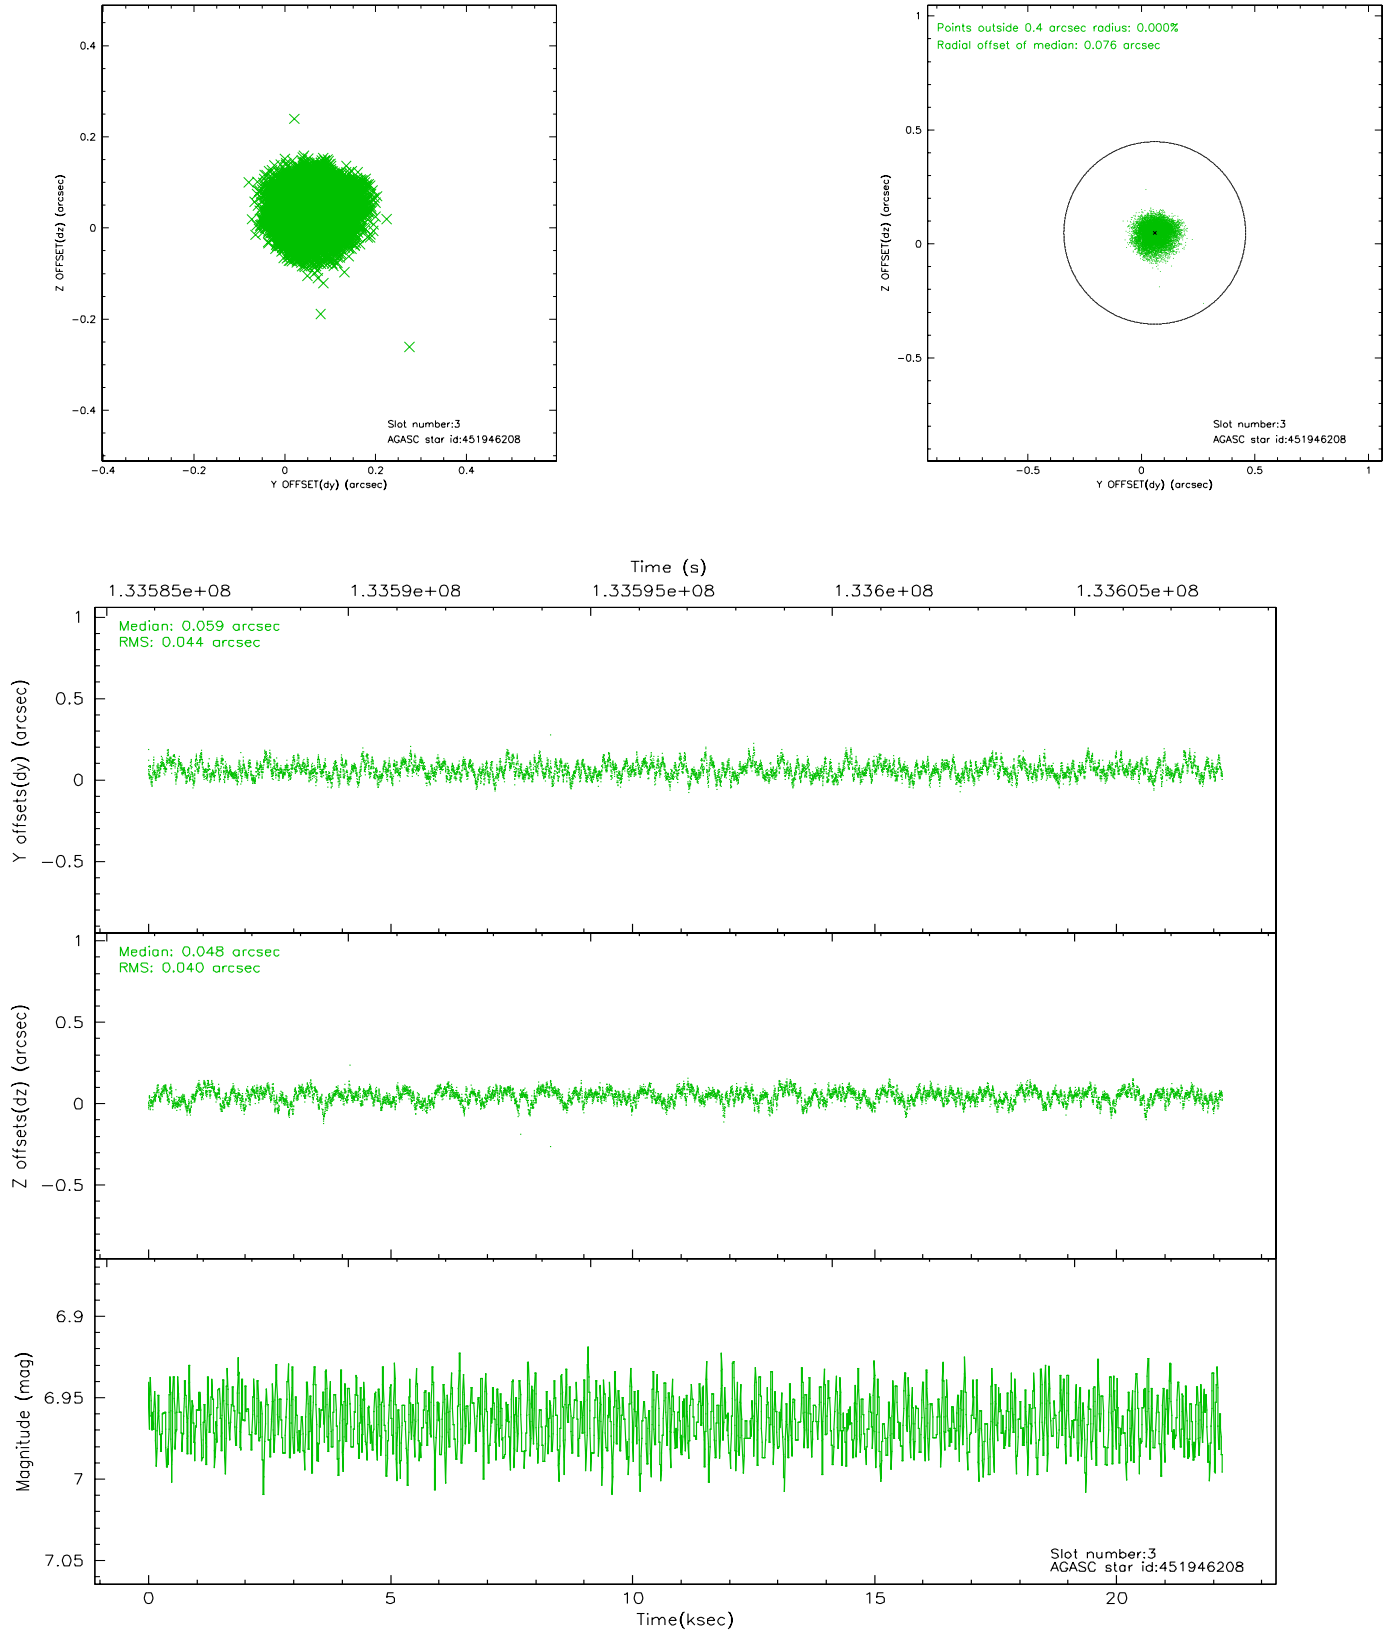 0.4
0.2
0
−0.2
−0.4
Z OFFSET(dz) (arcsec)
Slot number:3
AGASC star id:451946208
−0.4 −0.2 0 0.2 0.4
Y OFFSET(dy) (arcsec)
Points outside 0.4 arcsec radius: 0.000%
Radial offset of median: 0.076 arcsec
1
0.5
0
−0.5
Z OFFSET(dz) (arcsec)
Slot number:3
AGASC star id:451946208
−0.5 0 0.5 1
Y OFFSET(dy) (arcsec)
Time (s)
1.33585e+08 1.3359e+08 1.33595e+08 1.336e+08 1.33605e+08
Median: 0.059 arcsec
RMS: 0.044 arcsec
1
0.5
0
−0.5
Y offsets(dy) (arcsec)
Median: 0.048 arcsec
RMS: 0.040 arcsec
1
0.5
0
−0.5
Z offsets(dz) (arcsec)
6.9
6.95
7
7.05
Magnitude (mag)
Slot number:3
AGASC star id:451946208
0 5 10 15 20
Time(ksec)